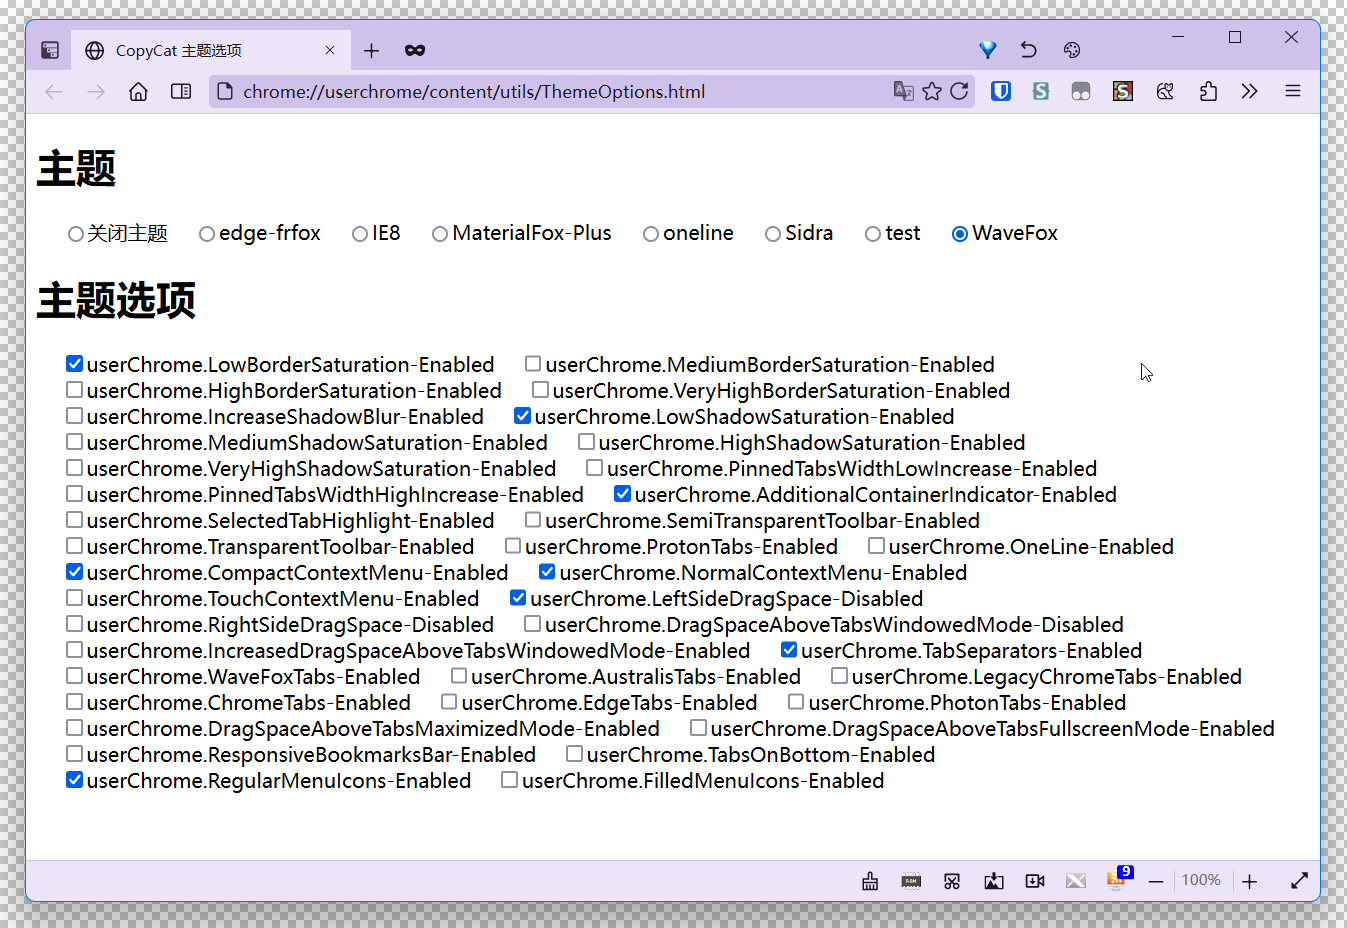 CopyCat 主题选项
chrome://userchrome/content/utils/ThemeOptions.html
主题
关闭主题 edge-frfox IE8 MaterialFox-Plus oneline Sidra test WaveFox
主题选项
userChrome.LowBorderSaturation-Enabled userChrome.MediumBorderSaturation-Enabled
userChrome.HighBorderSaturation-Enabled userChrome.VeryHighBorderSaturation-Enabled
userChrome.IncreaseShadowBlur-Enabled userChrome.LowShadowSaturation-Enabled
userChrome.MediumShadowSaturation-Enabled userChrome.HighShadowSaturation-Enabled
userChrome.VeryHighShadowSaturation-Enabled userChrome.PinnedTabsWidthLowIncrease-Enabled
userChrome.PinnedTabsWidthHighIncrease-Enabled userChrome.AdditionalContainerIndicator-Enabled
userChrome.SelectedTabHighlight-Enabled userChrome.SemiTransparentToolbar-Enabled
userChrome.TransparentToolbar-Enabled userChrome.ProtonTabs-Enabled userChrome.OneLine-Enabled
userChrome.CompactContextMenu-Enabled userChrome.NormalContextMenu-Enabled
userChrome.TouchContextMenu-Enabled userChrome.LeftSideDragSpace-Disabled
userChrome.RightSideDragSpace-Disabled userChrome.DragSpaceAboveTabsWindowedMode-Disabled
userChrome.IncreasedDragSpaceAboveTabsWindowedMode-Enabled userChrome.TabSeparators-Enabled
userChrome.WaveFoxTabs-Enabled userChrome.AustralisTabs-Enabled userChrome.LegacyChromeTabs-Enabled
userChrome.ChromeTabs-Enabled userChrome.EdgeTabs-Enabled userChrome.PhotonTabs-Enabled
userChrome.DragSpaceAboveTabsMaximizedMode-Enabled userChrome.DragSpaceAboveTabsFullscreenMode-Enabled
userChrome.ResponsiveBookmarksBar-Enabled userChrome.TabsOnBottom-Enabled
userChrome.RegularMenuIcons-Enabled userChrome.FilledMenuIcons-Enabled
RAM 9 100%